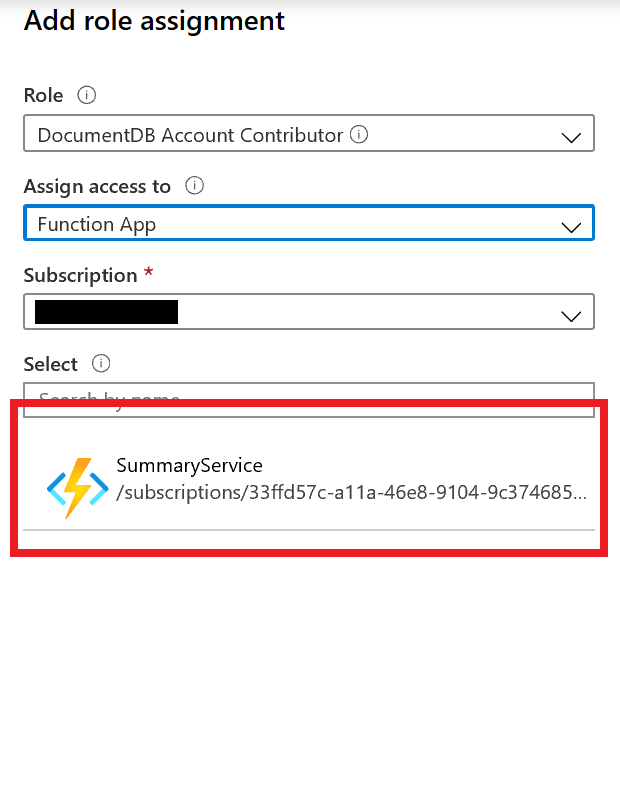 Add role assignment
Role
DocumentDB Account Contributor
Assign access to
Function App
Subscription *
Select
Search by name
SummaryService
/subscriptions/33ffd57c-a11a-46e8-9104-9c374685...